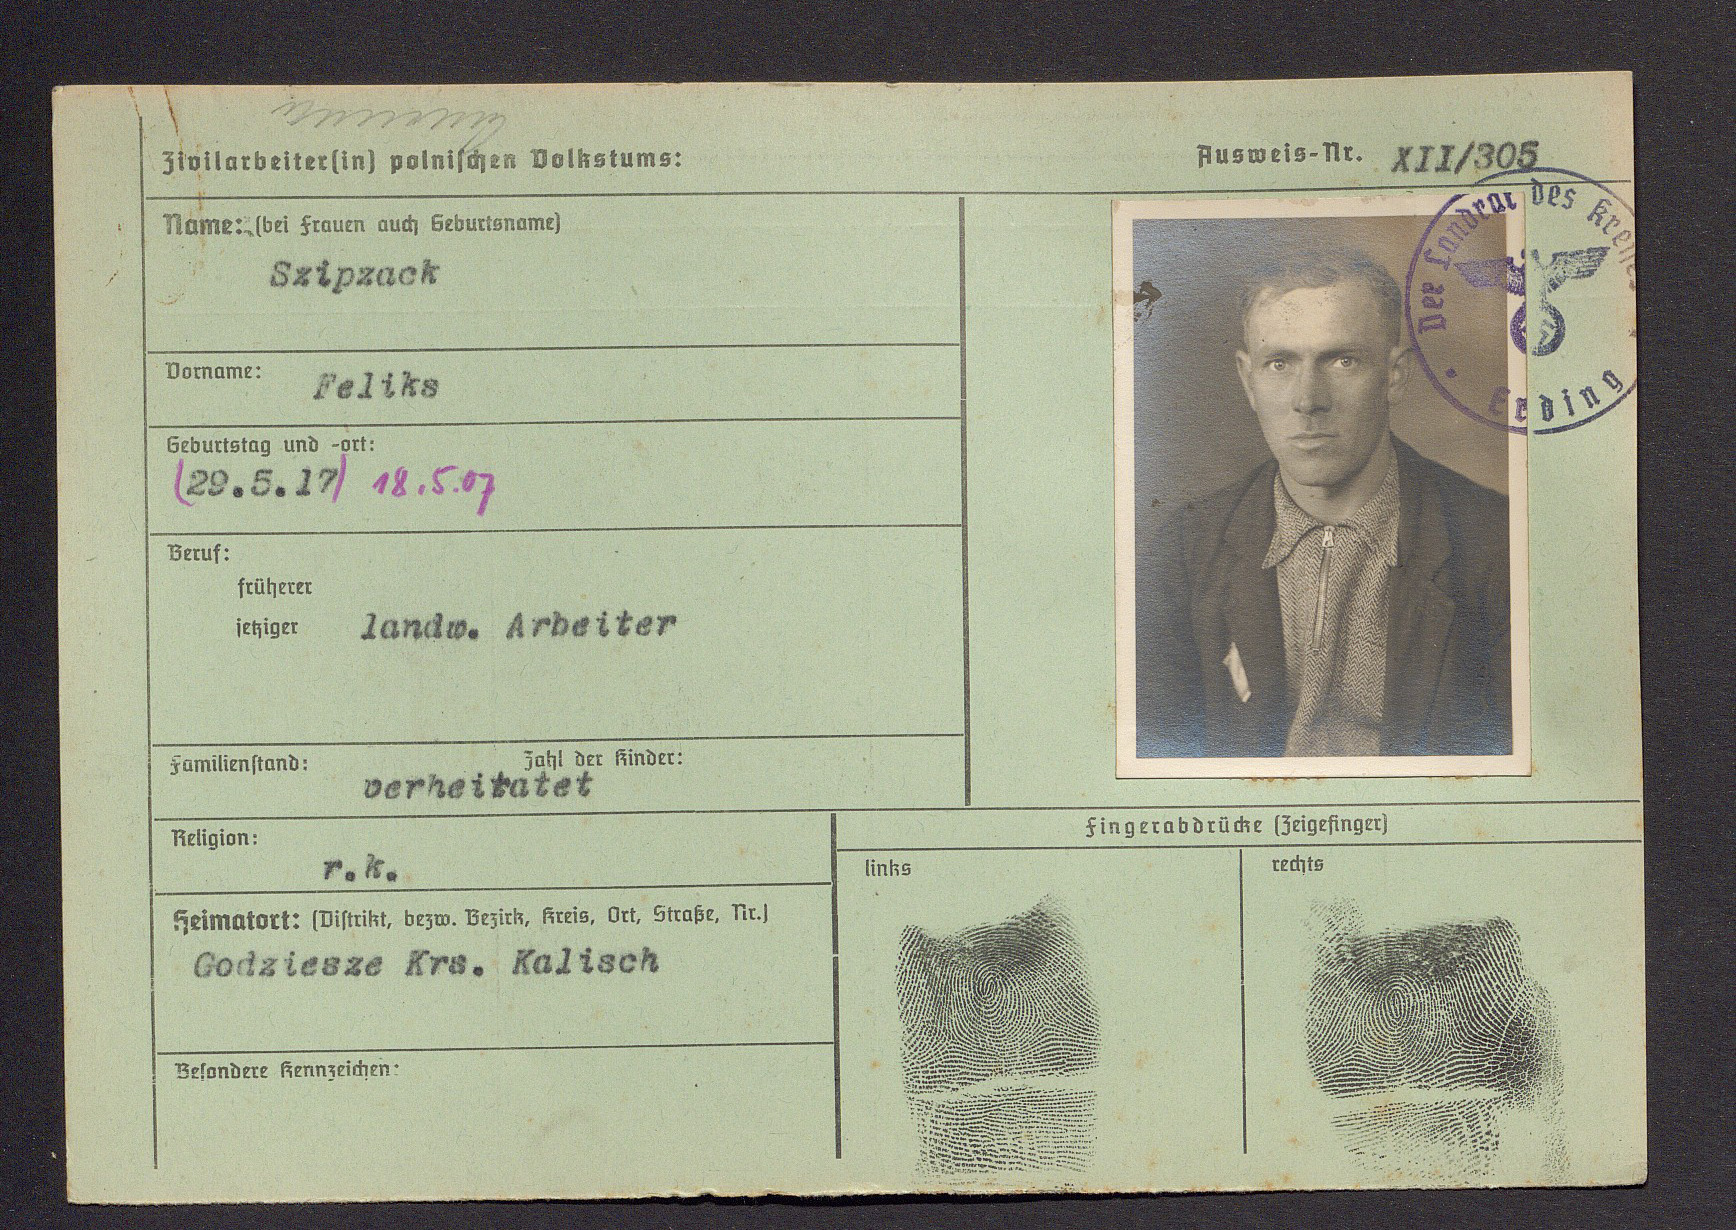 Zivilarbeiter(in) polnischen Volkstums:
Ausweis-Nr. XII/305
Name: (bei Frauen auch Geburtsname)
Szipzack
Vorname: Feliks
Geburtstag und -ort:
(29.5.17) 18.5.07
Beruf:
früherer
jetziger landw. Arbeiter
Familienstand: Zahl der Kinder:
verheitatet
Religion:
r.k.
Heimatort: (Distrikt, bezw. Bezirk, Kreis, Ort, Straße, Nr.)
Godziesze Krs. Kalisch
Besondere Kennzeichen:
Der Landrat des Kreises
Erding
Fingerabdrücke (Zeigefinger)
links
rechts